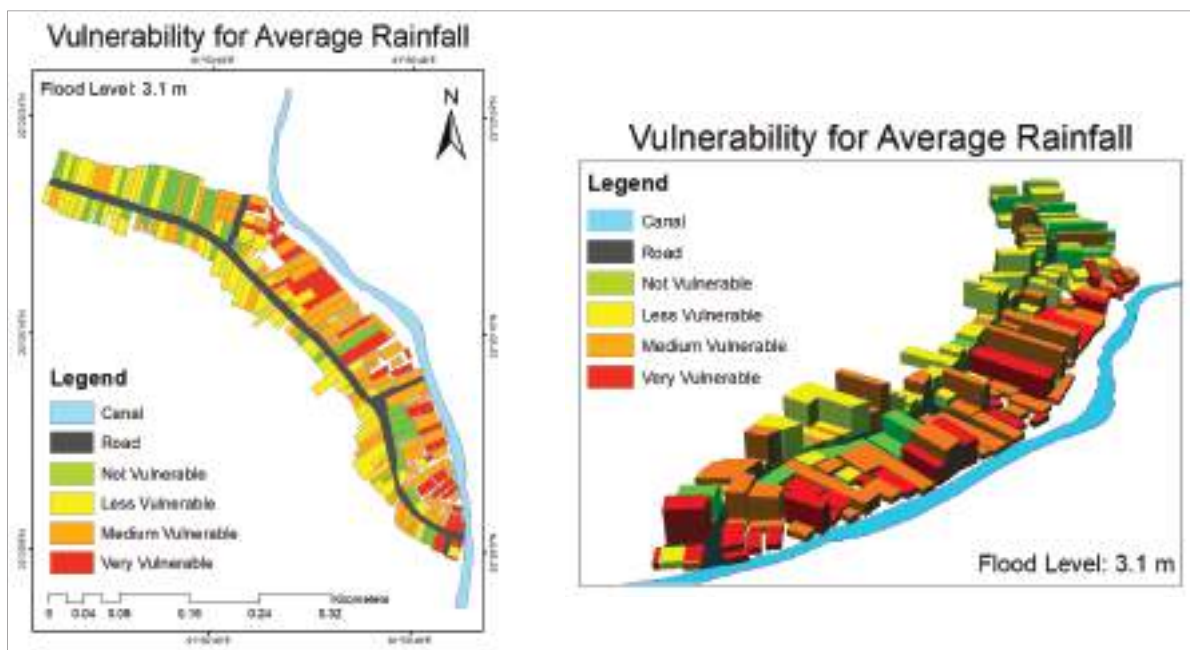 Vulnerability for Average Rainfall
Flood Level: 3.1 m
N
Legend
Canal
Road
Not Vulnerable
Less Vulnerable
Medium Vulnerable
Very Vulnerable
Kilometers
0 0.04 0.08 0.16 0.24 0.32
Vulnerability for Average Rainfall
Legend
Canal
Road
Not Vulnerable
Less Vulnerable
Medium Vulnerable
Very Vulnerable
Flood Level: 3.1 m